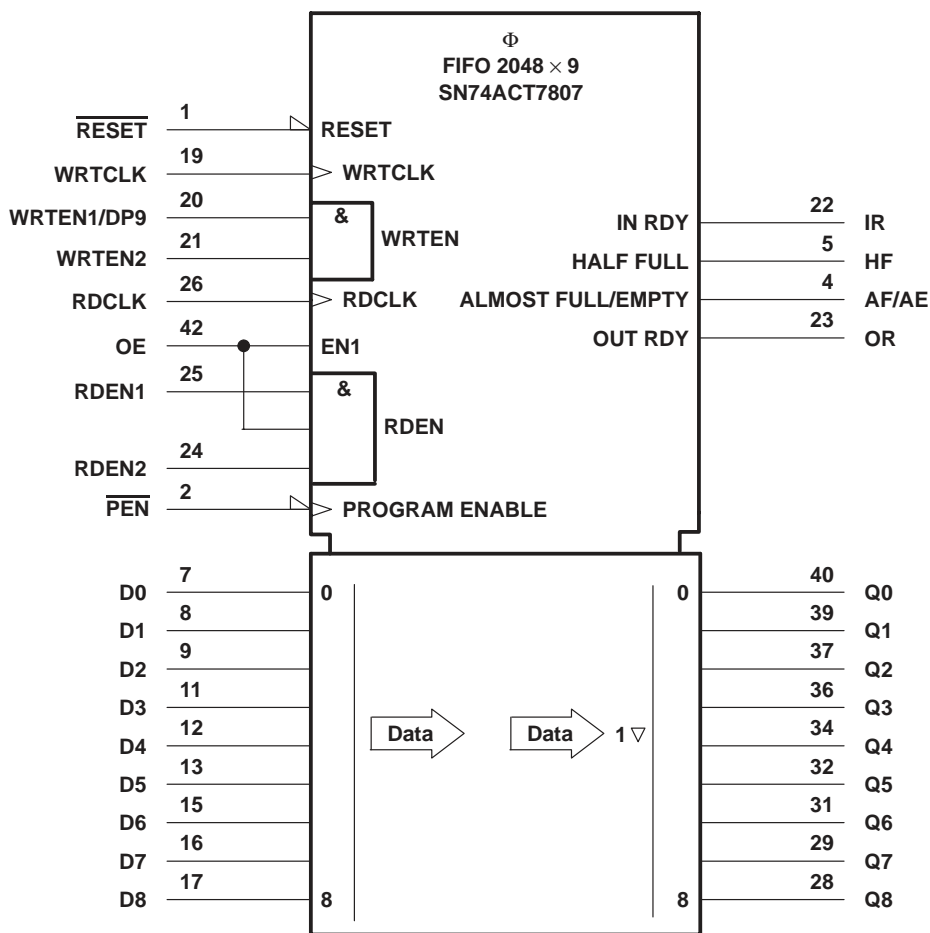 Φ
FIFO 2048 × 9
SN74ACT7807
RESET 1 RESET
WRTCLK 19 WRTCLK
WRTEN1/DP9 20 & WRTEN
WRTEN2 21
RDCLK 26 RDCLK
OE 42 EN1
RDEN1 25 & RDEN
RDEN2 24
PEN 2 PROGRAM ENABLE
IN RDY 22 IR
HALF FULL 5 HF
ALMOST FULL/EMPTY 4 AF/AE
OUT RDY 23 OR
D0 7 0 0 40 Q0
D1 8 39 Q1
D2 9 37 Q2
D3 11 36 Q3
D4 12 Data Data 1 ▽ 34 Q4
D5 13 32 Q5
D6 15 31 Q6
D7 16 29 Q7
D8 17 8 8 28 Q8